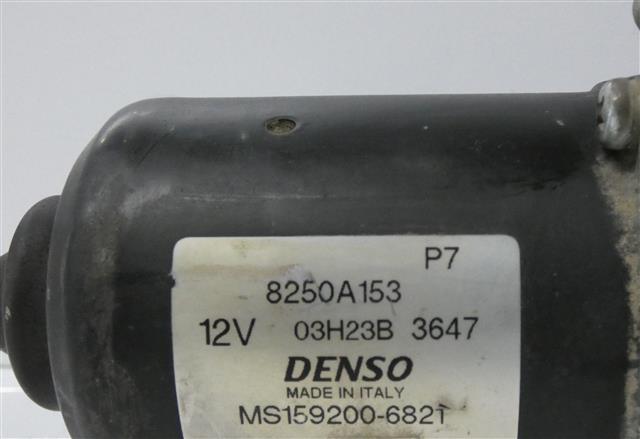 P7
8250A153
12V 03H23B 3647
DENSO
MADE IN ITALY
MS159200-6821